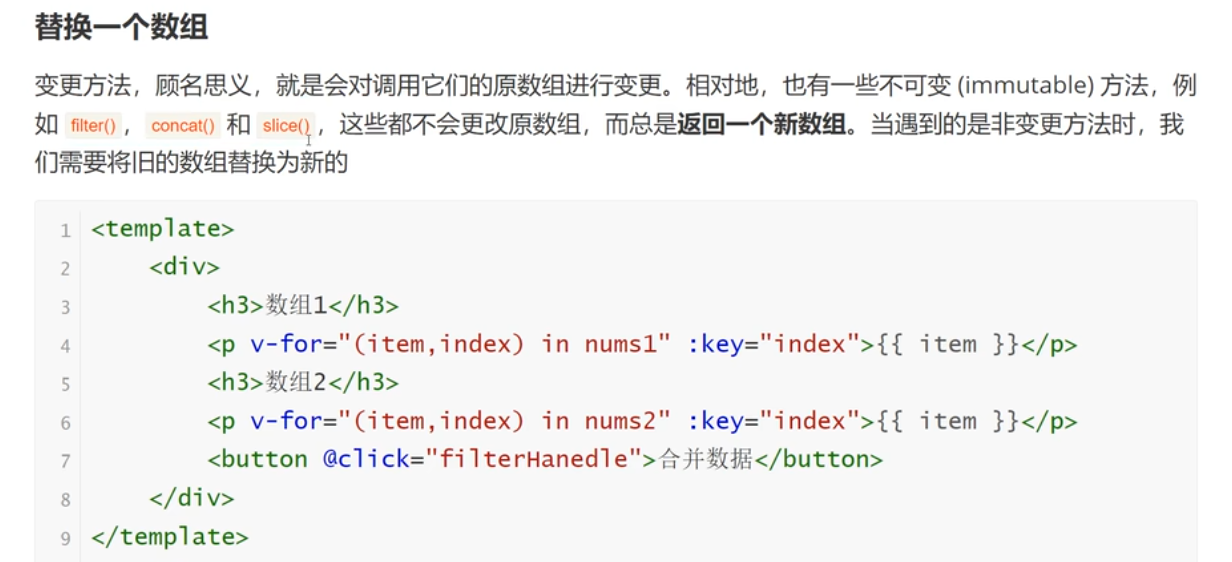 替换一个数组
变更方法，顾名思义，就是会对调用它们的原数组进行变更。相对地，也有一些不可变 (immutable) 方法，例
如 filter()， concat() 和 slice()，这些都不会更改原数组，而总是返回一个新数组。当遇到的是非变更方法时，我
们需要将旧的数组替换为新的
1 <template>
2     <div>
3         <h3>数组1</h3>
4         <p v-for="(item,index) in nums1" :key="index">{{ item }}</p>
5         <h3>数组2</h3>
6         <p v-for="(item,index) in nums2" :key="index">{{ item }}</p>
7         <button @click="filterHanedle">合并数据</button>
8     </div>
9 </template>